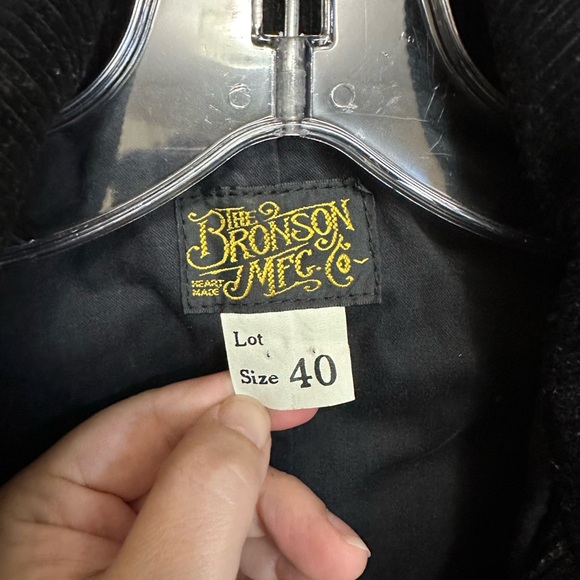 THE
BRONSON
MFG. Co
HEART
MADE
Lot
Size 40